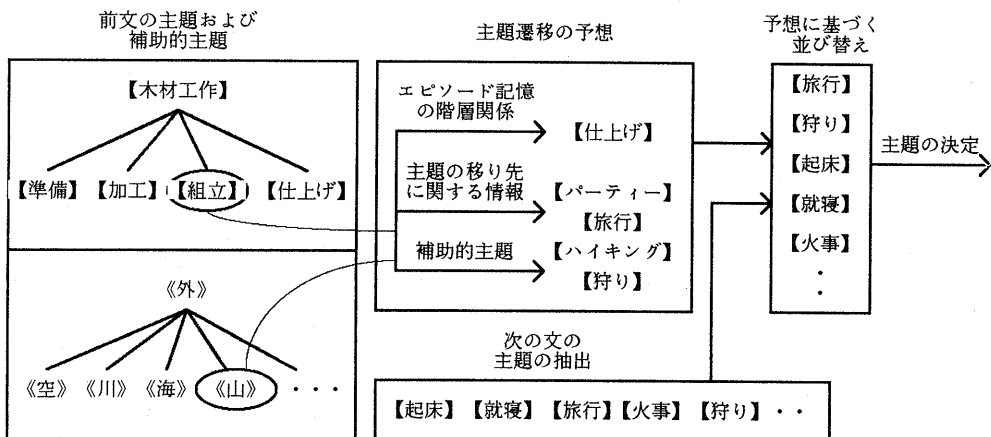 前文の主題および
補助的主題
【木材工作】
【準備】【加工】【組立】【仕上げ】
《外》
《空》《川》《海》《山》・・・
主題遷移の予想
エピソード記憶
の階層関係
【仕上げ】
主題の移り先
に関する情報
【パーティー】
【旅行】
補助的主題
【ハイキング】
【狩り】
次の文の
主題の抽出
【起床】【就寝】【旅行】【火事】【狩り】・・
予想に基づく
並び替え
【旅行】
【狩り】
【起床】
【就寝】
【火事】
・
・
主題の決定